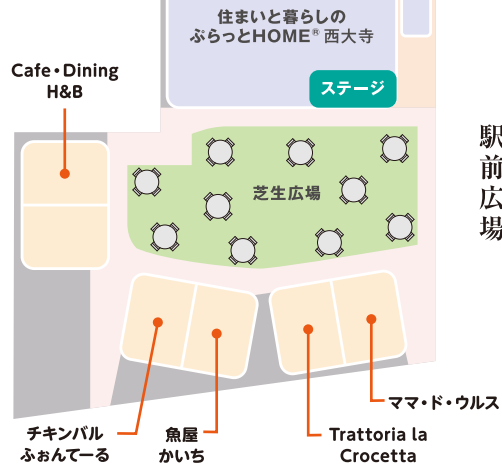 住まいと暮らしの
ぷらっとHOME® 西大寺
ステージ
Cafe・Dining
H&B
芝生広場
駅前広場
チキンバル
ふぉんてーる
魚屋
かいち
Trattoria la
Crocetta
ママ・ド・ウルス